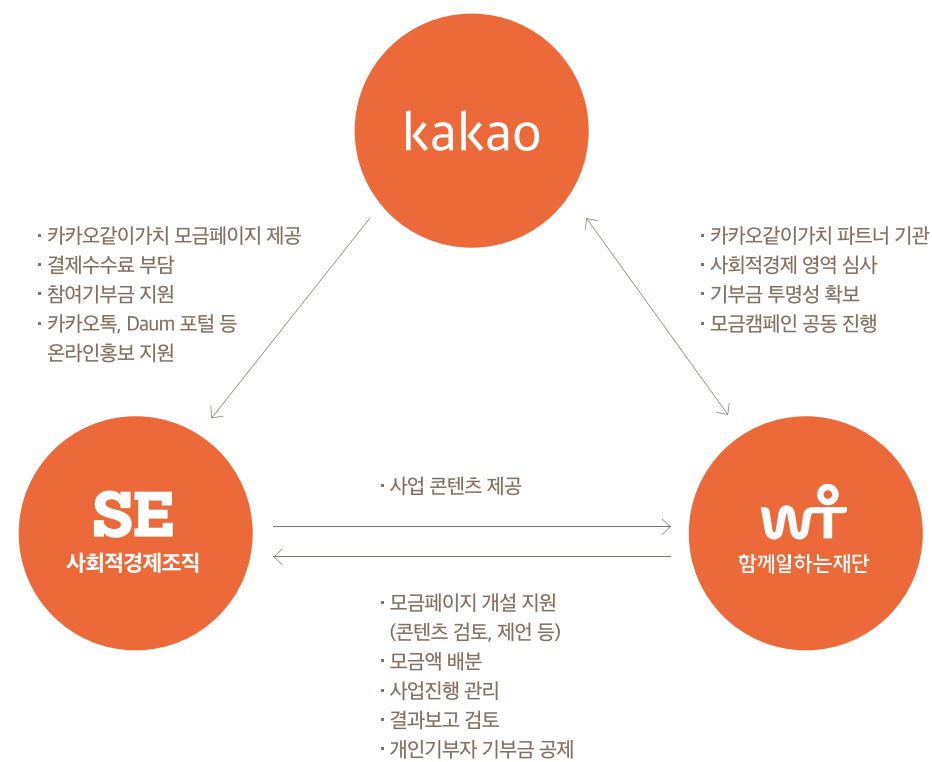 kakao
· 카카오같이가치 모금페이지 제공
· 결제수수료 부담
· 참여기부금 지원
· 카카오톡, Daum 포털 등
온라인홍보 지원
· 카카오같이가치 파트너 기관
· 사회적경제 영역 심사
· 기부금 투명성 확보
· 모금캠페인 공동 진행
SE
사회적경제조직
· 사업 콘텐츠 제공
WT
함께일하는재단
· 모금페이지 개설 지원
(콘텐츠 검토, 제언 등)
· 모금액 배분
· 사업진행 관리
· 결과보고 검토
· 개인기부자 기부금 공제